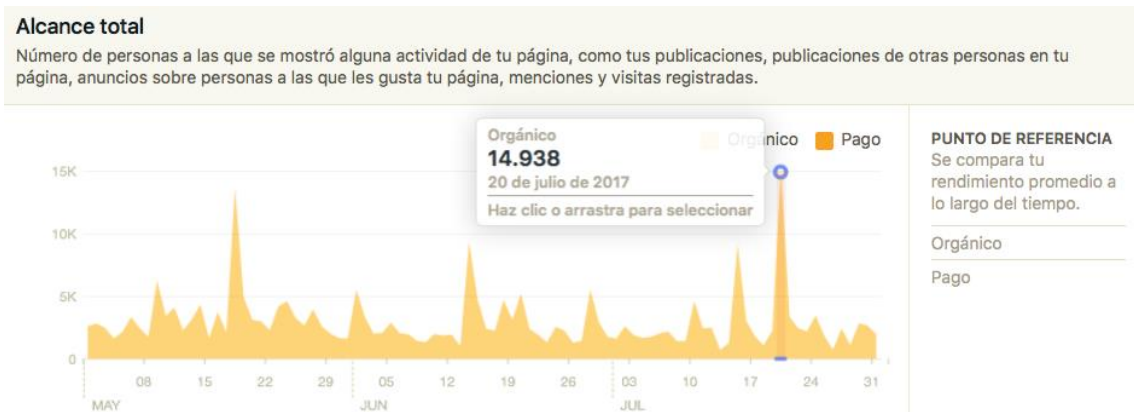 Alcance total
Número de personas a las que se mostró alguna actividad de tu página, como tus publicaciones, publicaciones de otras personas en tu
página, anuncios sobre personas a las que les gusta tu página, menciones y visitas registradas.
Orgánico
14.938
20 de julio de 2017
Haz clic o arrastra para seleccionar
Orgánico Pago
15K
10K
5K
0
08 15 22 29 05 12 19 26 03 10 17 24 31
MAY JUN JUL
PUNTO DE REFERENCIA
Se compara tu
rendimiento promedio a
lo largo del tiempo.
Orgánico
Pago